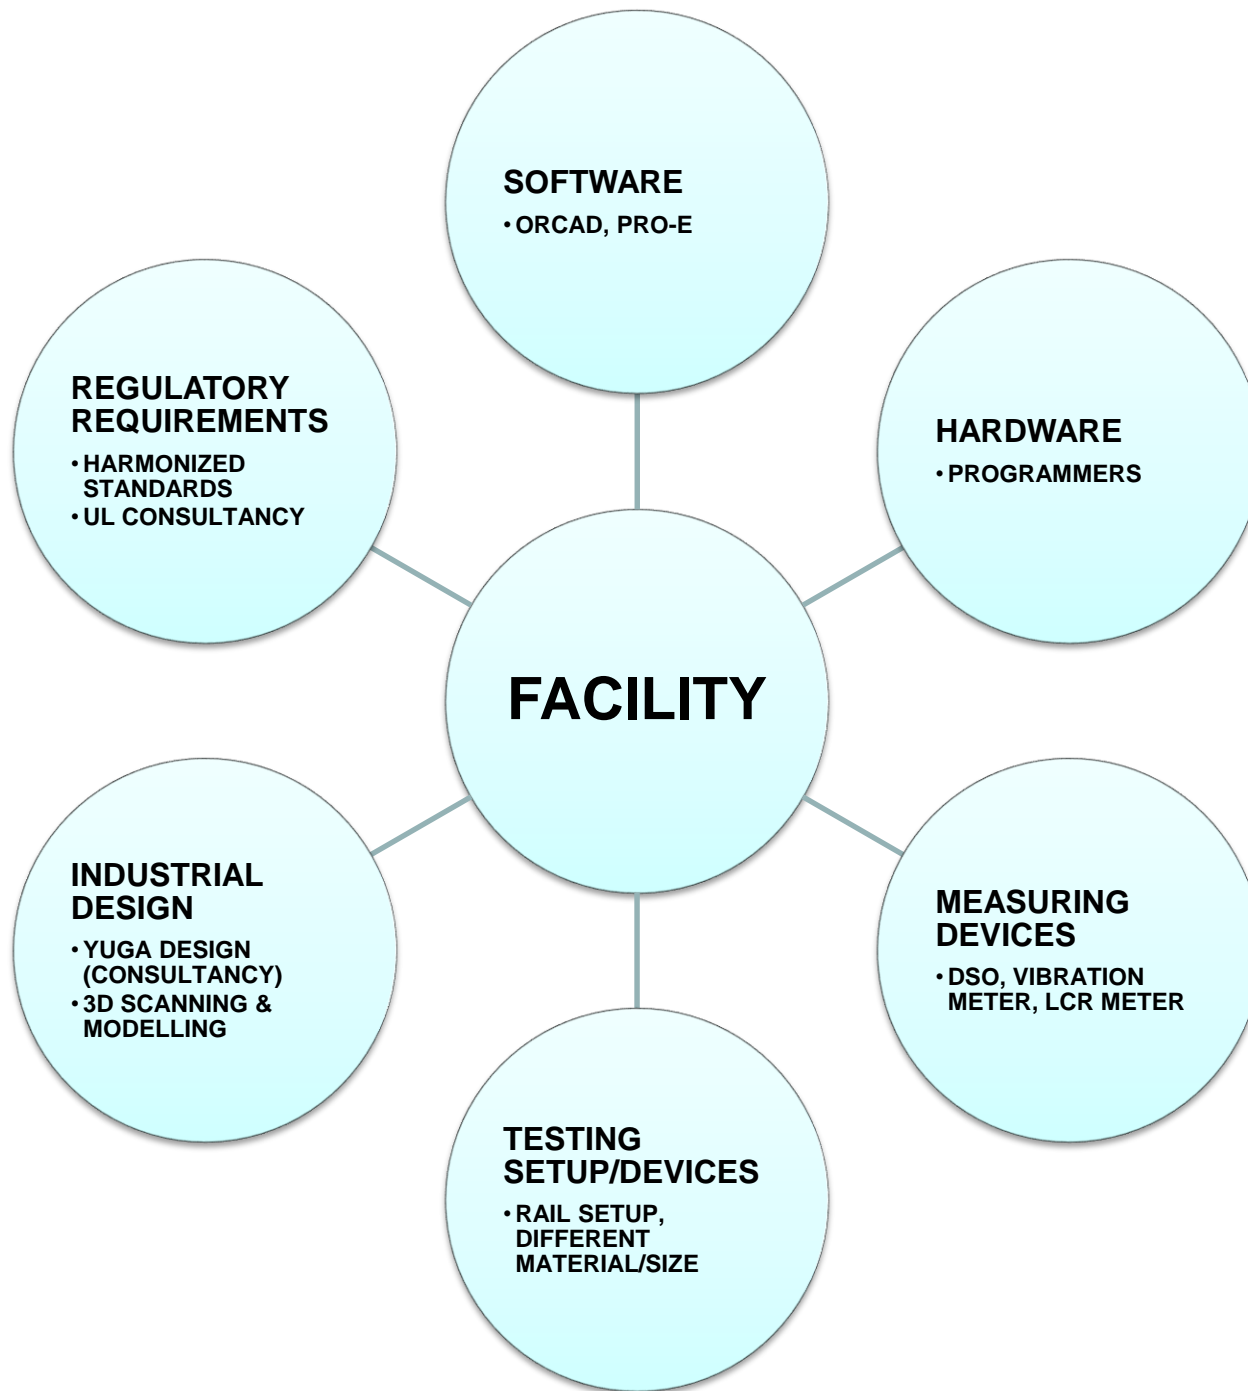 SOFTWARE
• ORCAD, PRO-E
HARDWARE
• PROGRAMMERS
MEASURING
DEVICES
• DSO, VIBRATION
METER, LCR METER
TESTING
SETUP/DEVICES
• RAIL SETUP,
DIFFERENT
MATERIAL/SIZE
INDUSTRIAL
DESIGN
• YUGA DESIGN
(CONSULTANCY)
• 3D SCANNING &
MODELLING
REGULATORY
REQUIREMENTS
• HARMONIZED
STANDARDS
• UL CONSULTANCY
FACILITY